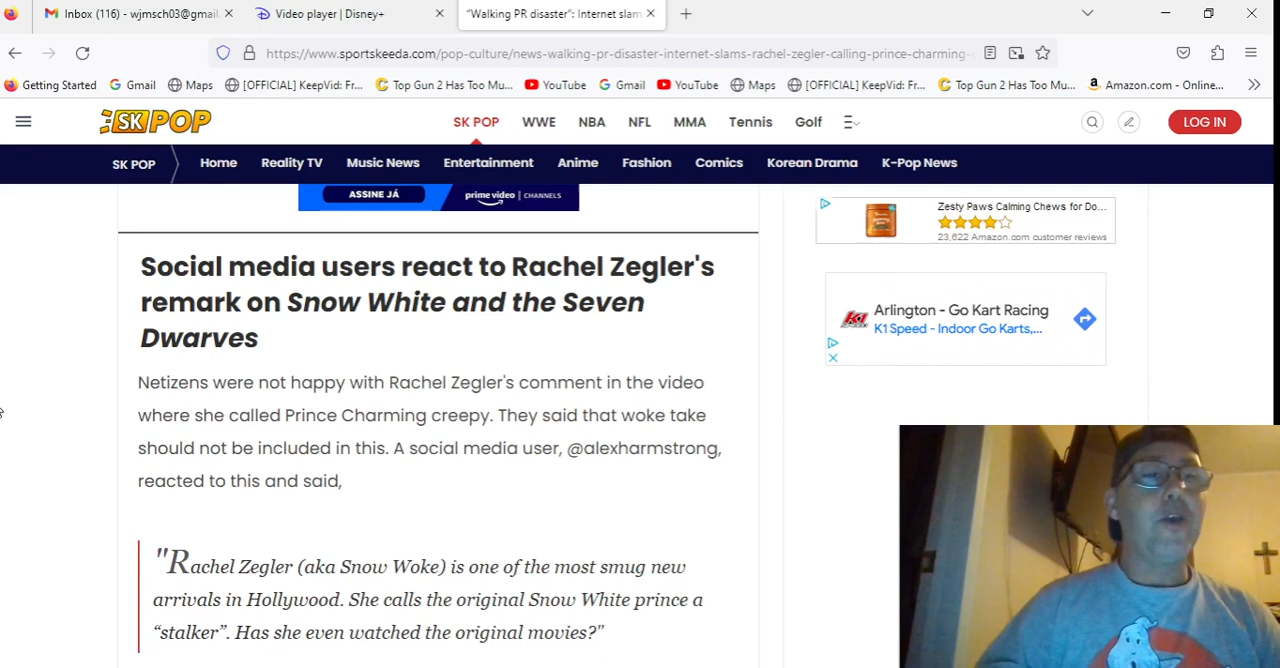 Inbox (116) - wjmsch03@gmail.
Video player | Disney+
"Walking PR disaster": Internet slam
https://www.sportskeeda.com/pop-culture/news-walking-pr-disaster-internet-slams-rachel-zegler-calling-prince-charming-
Getting Started Gmail Maps [OFFICIAL] KeepVid: Fr... Top Gun 2 Has Too Mu... YouTube Gmail YouTube Maps [OFFICIAL] KeepVid: Fr... Top Gun 2 Has Too Mu... Amazon.com - Online...
SK POP SK POP WWE NBA NFL MMA Tennis Golf LOG IN
SK POP Home Reality TV Music News Entertainment Anime Fashion Comics Korean Drama K-Pop News
ASSINE JÁ prime video | CHANNELS
Zesty Paws Calming Chews for Do...
23,622 Amazon.com customer reviews
Social media users react to Rachel Zegler's
remark on Snow White and the Seven
Dwarves
K1 Arlington - Go Kart Racing
K1 Speed - Indoor Go Karts,...
Netizens were not happy with Rachel Zegler's comment in the video
where she called Prince Charming creepy. They said that woke take
should not be included in this. A social media user, @alexharmstrong,
reacted to this and said,
"Rachel Zegler (aka Snow Woke) is one of the most smug new
arrivals in Hollywood. She calls the original Snow White prince a
“stalker”. Has she even watched the original movies?"